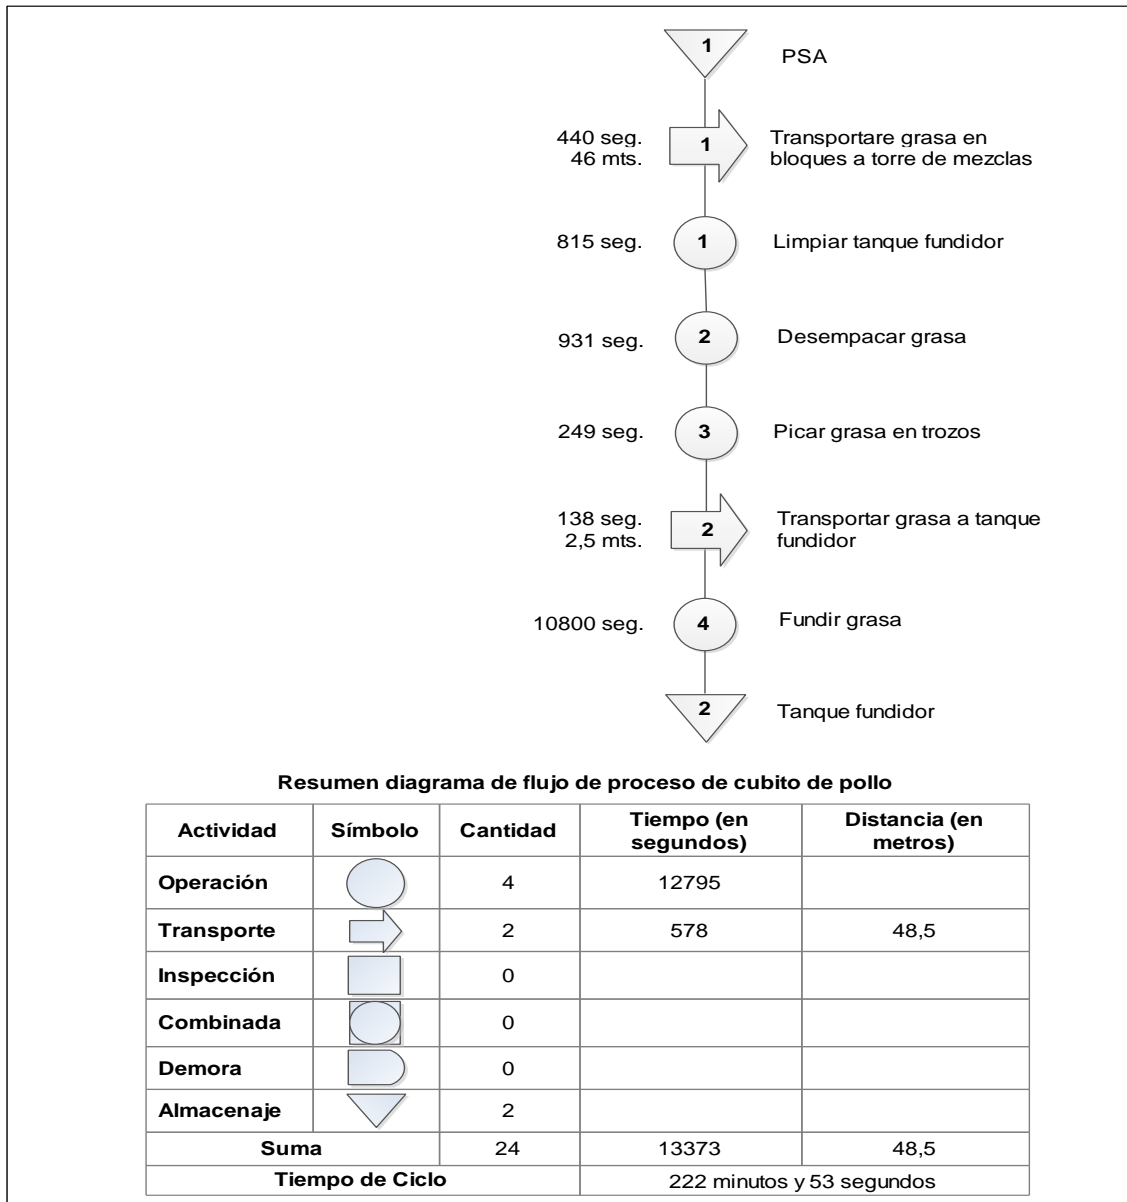 1
PSA
440 seg.
46 mts.
1
Transportare grasa en
bloques a torre de mezclas
815 seg.
1
Limpiar tanque fundidor
931 seg.
2
Desempacar grasa
249 seg.
3
Picar grasa en trozos
138 seg.
2,5 mts.
2
Transportar grasa a tanque
fundidor
10800 seg.
4
Fundir grasa
2
Tanque fundidor
Resumen diagrama de flujo de proceso de cubito de pollo
Actividad Símbolo Cantidad Tiempo (en segundos) Distancia (en metros)
Operación 4 12795
Transporte 2 578 48,5
Inspección 0
Combinada 0
Demora 0
Almacenaje 2
Suma 24 13373 48,5
Tiempo de Ciclo 222 minutos y 53 segundos